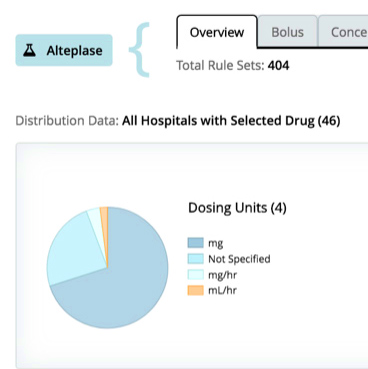 Overview
Bolus
Conce
Alteplase
Total Rule Sets: 404
Distribution Data: All Hospitals with Selected Drug (46)
Dosing Units (4)
mg
Not Specified
mg/hr
mL/hr